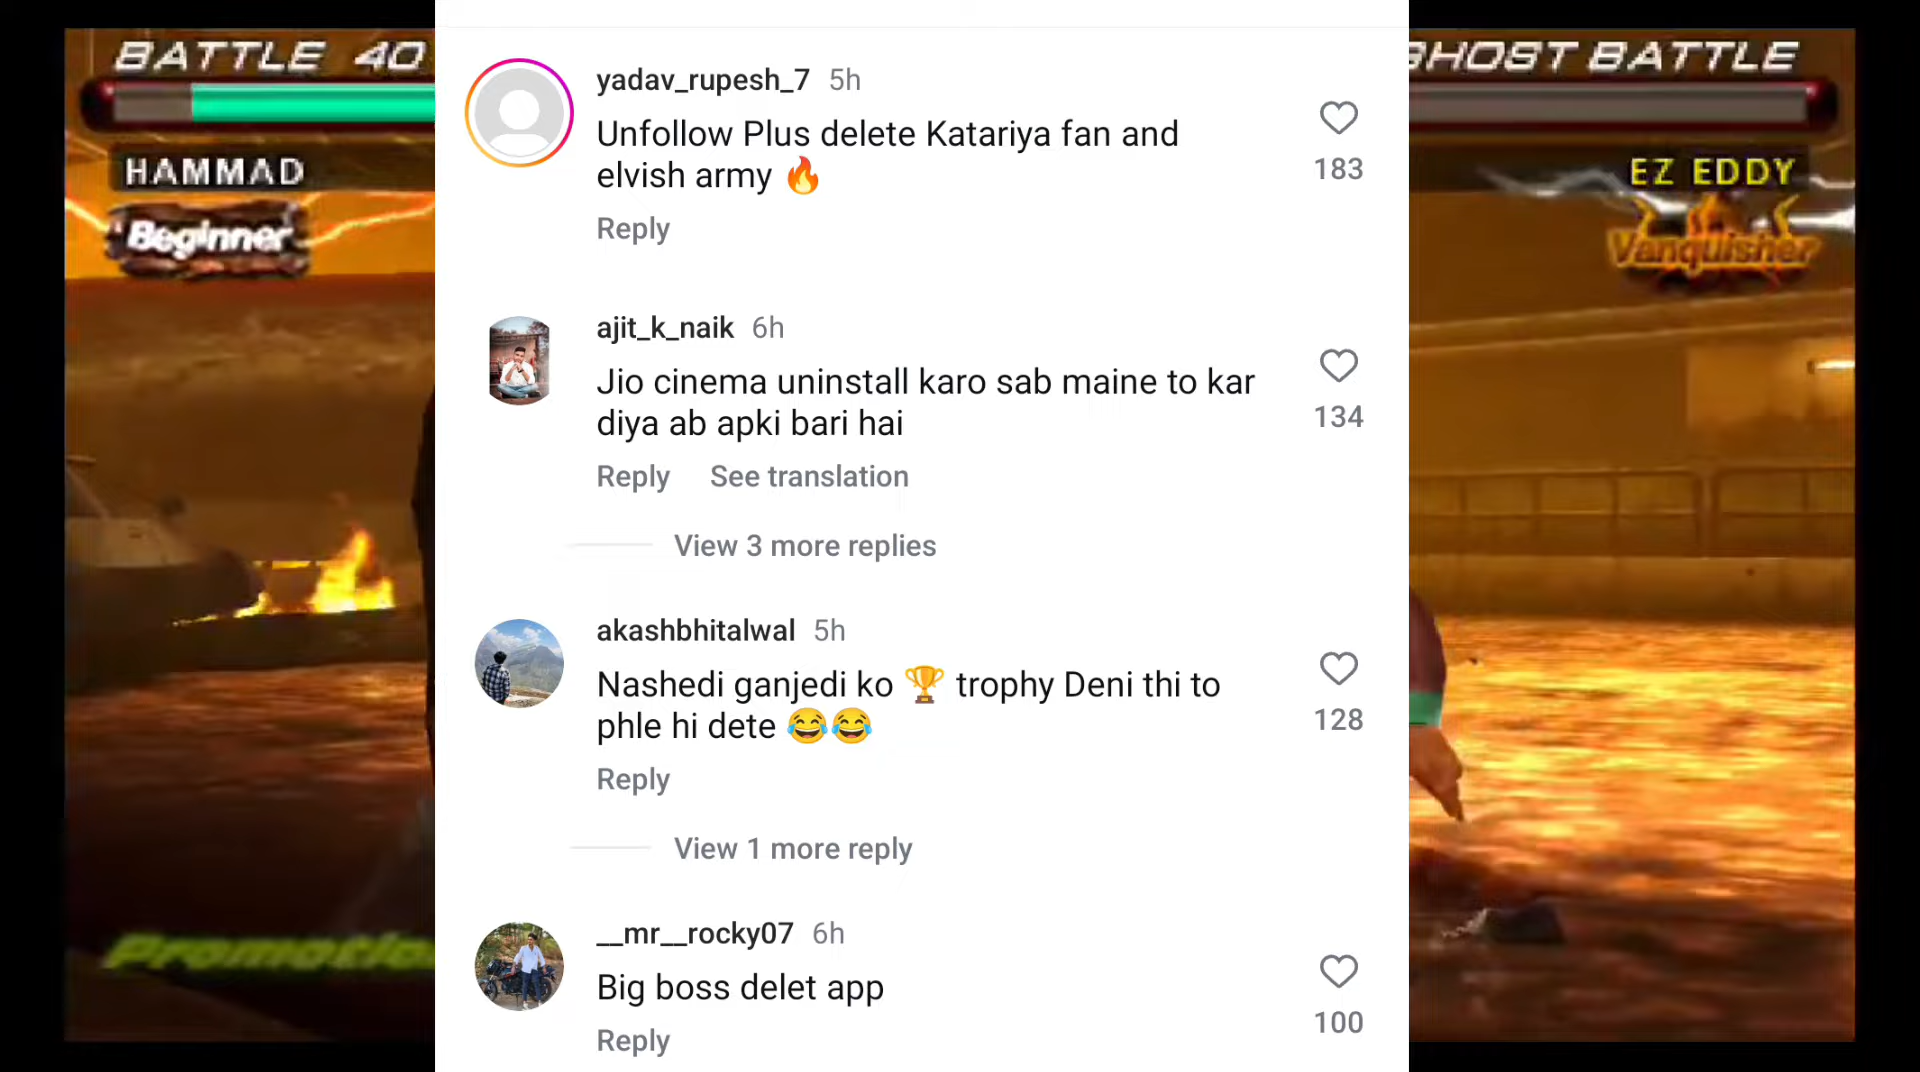 BATTLE 40
GHOST BATTLE
HAMMAD
EZ EDDY
Beginner
Vanquisher
yadav_rupesh_7 5h
Unfollow Plus delete Katariya fan and
elvish army 🔥
183
Reply
ajit_k_naik 6h
Jio cinema uninstall karo sab maine to kar
diya ab apki bari hai
134
Reply See translation
View 3 more replies
akashbhitalwal 5h
Nashedi ganjedi ko 🏆 trophy Deni thi to
phle hi dete 😂😂
128
Reply
View 1 more reply
__mr__rocky07 6h
Big boss delet app
100
Reply
Promotio